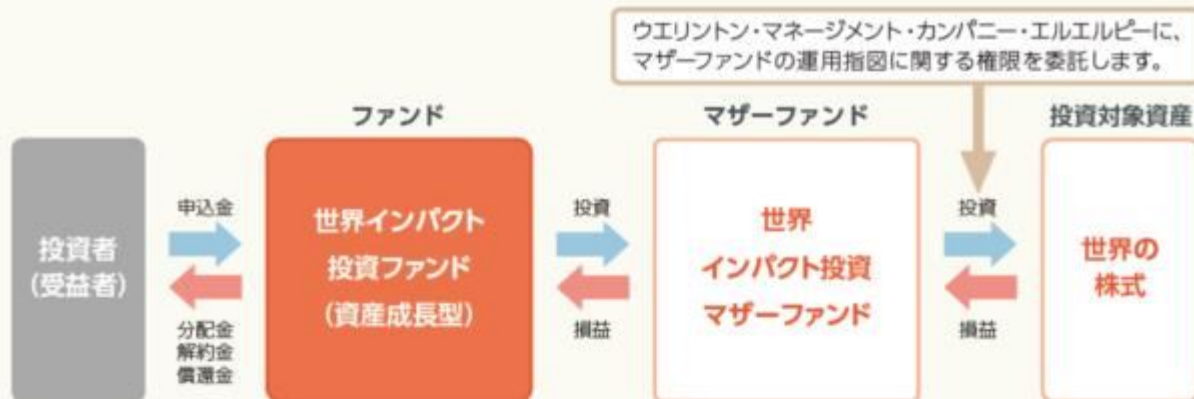 ウエリントン・マネージメント・カンパニー・エルエルピーに、
マザーファンドの運用指図に関する権限を委託します。
ファンド
マザーファンド
投資対象資産
投資者
(受益者)
申込金
分配金
解約金
償還金
世界インパクト
投資ファンド
(資産成長型)
投資
損益
世界
インパクト投資
マザーファンド
投資
損益
世界の
株式